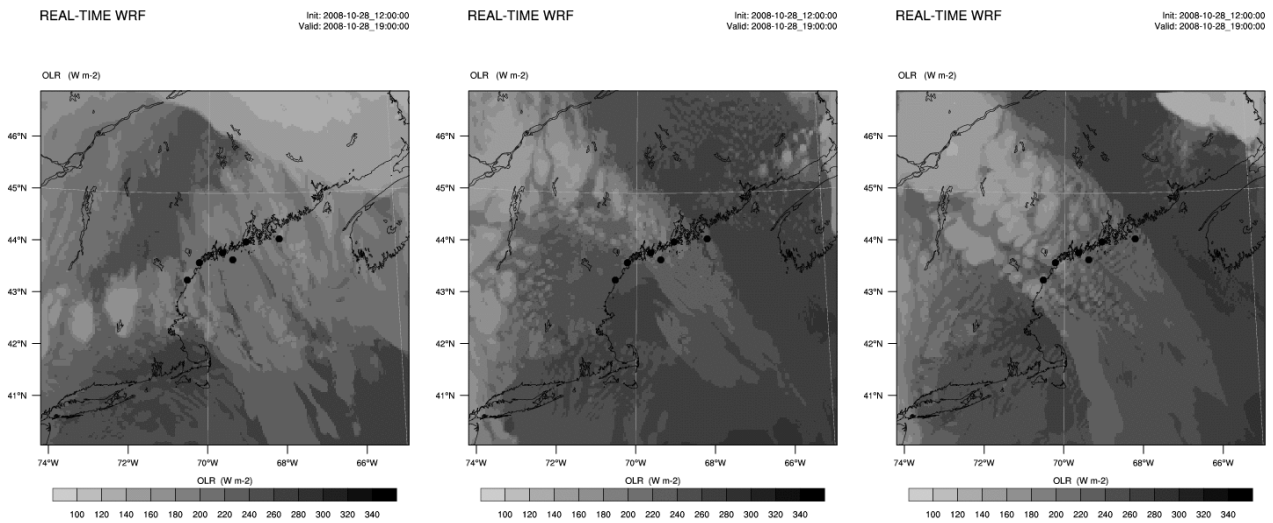 REAL-TIME WRF
Init: 2008-10-28_12:00:00
Valid: 2008-10-28_19:00:00
OLR (W m-2)
46°N
45°N
44°N
43°N
42°N
41°N
74°W 72°W 70°W 68°W 66°W
OLR (W m-2)
100 120 140 160 180 200 220 240 260 280 300 320 340
REAL-TIME WRF
Init: 2008-10-28_12:00:00
Valid: 2008-10-28_19:00:00
OLR (W m-2)
46°N
45°N
44°N
43°N
42°N
41°N
74°W 72°W 70°W 68°W 66°W
OLR (W m-2)
100 120 140 160 180 200 220 240 260 280 300 320 340
REAL-TIME WRF
Init: 2008-10-28_12:00:00
Valid: 2008-10-28_19:00:00
OLR (W m-2)
46°N
45°N
44°N
43°N
42°N
41°N
74°W 72°W 70°W 68°W 66°W
OLR (W m-2)
100 120 140 160 180 200 220 240 260 280 300 320 340